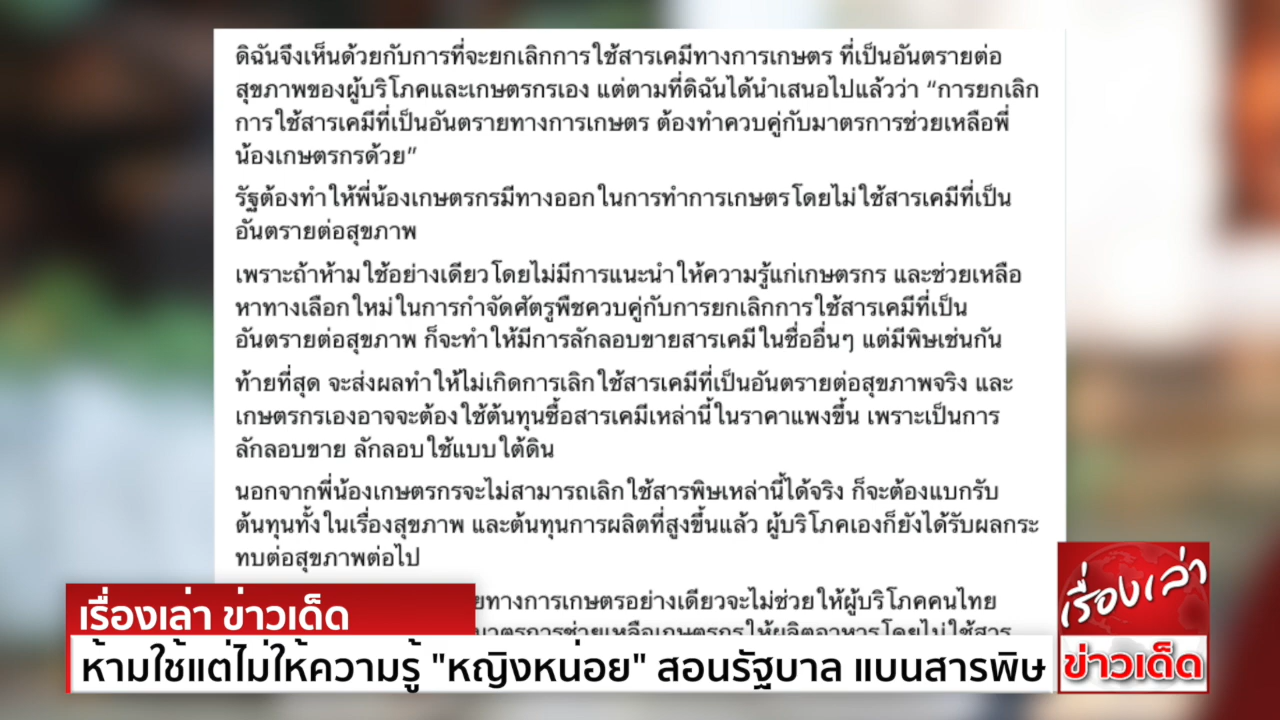 ดิฉันจึงเห็นด้วยกับการที่จะยกเลิกการใช้สารเคมีทางการเกษตร ที่เป็นอันตรายต่อ
สุขภาพของผู้บริโภคและเกษตรกรเอง แต่ตามที่ดิฉันได้นำเสนอไปแล้วว่า “การยกเลิก
การใช้สารเคมีที่เป็นอันตรายทางการเกษตร ต้องทำควบคู่กับมาตรการช่วยเหลือพี่
น้องเกษตรกรด้วย”
รัฐต้องทำให้พี่น้องเกษตรกรมีทางออกในการทำการเกษตรโดยไม่ใช้สารเคมีที่เป็น
อันตรายต่อสุขภาพ
เพราะถ้าห้ามใช้อย่างเดียวโดยไม่มีการแนะนำให้ความรู้แก่เกษตรกร และช่วยเหลือ
หาทางเลือกใหม่ในการกำจัดศัตรูพืชควบคู่กับการยกเลิกการใช้สารเคมีที่เป็น
อันตรายต่อสุขภาพ ก็จะทำให้มีการลักลอบขายสารเคมีในชื่ออื่นๆ แต่มีพิษเช่นกัน
ท้ายที่สุด จะส่งผลทำให้ไม่เกิดการเลิกใช้สารเคมีที่เป็นอันตรายต่อสุขภาพจริง และ
เกษตรกรเองอาจจะต้องใช้ต้นทุนซื้อสารเคมีเหล่านี้ในราคาแพงขึ้น เพราะเป็นการ
ลักลอบขาย ลักลอบใช้แบบใต้ดิน
นอกจากพี่น้องเกษตรกรจะไม่สามารถเลิกใช้สารพิษเหล่านี้ได้จริง ก็จะต้องแบกรับ
ต้นทุนทั้งในเรื่องสุขภาพ และต้นทุนการผลิตที่สูงขึ้นแล้ว ผู้บริโภคเองก็ยังได้รับผลกระ
ทบต่อสุขภาพต่อไป
ยทางการเกษตรอย่างเดียวจะไม่ช่วยให้ผู้บริโภคคนไทย
มาตรการช่วยเหลือเกษตรกรให้ผลิตอาหารโดยไม่ใช้สาร
เรื่องเล่า ข่าวเด็ด
ห้ามใช้แต่ไม่ให้ความรู้ "หญิงหน่อย" สอนรัฐบาล แบนสารพิษ
เรื่องเล่า
ข่าวเด็ด